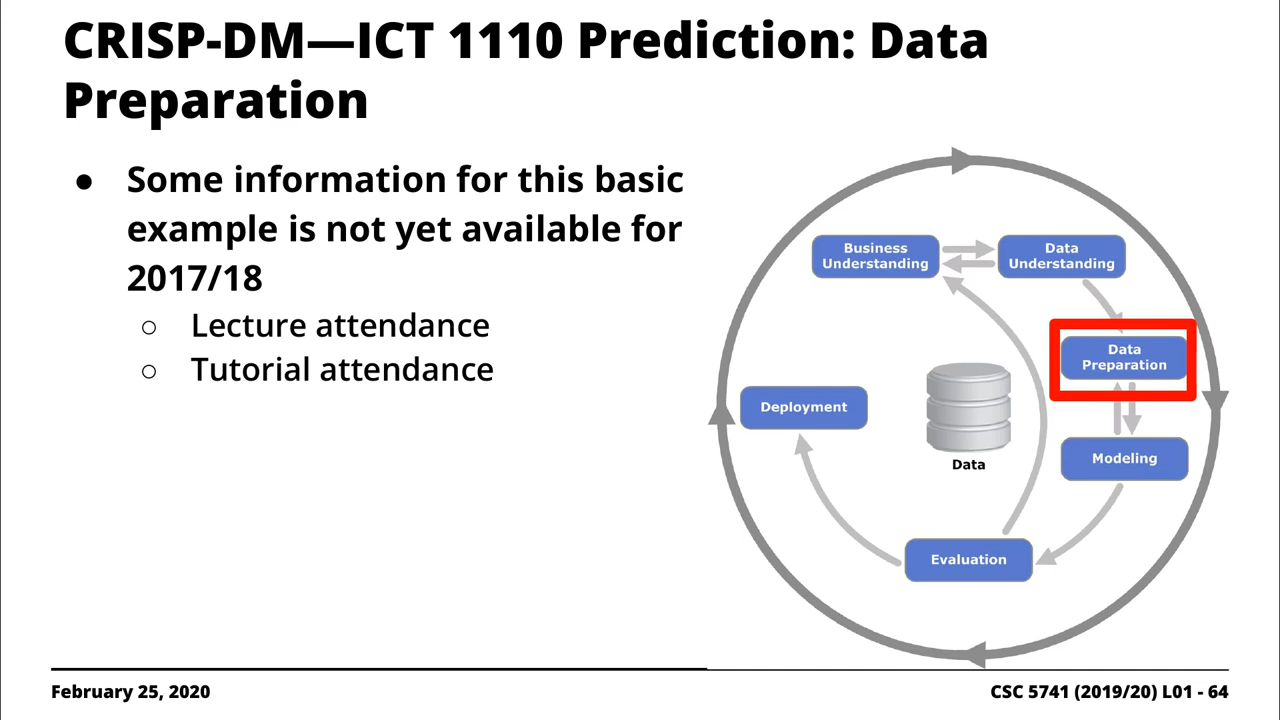 CRISP-DM—ICT 1110 Prediction: Data
Preparation
● Some information for this basic
example is not yet available for
2017/18
○ Lecture attendance
○ Tutorial attendance
Business
Understanding
Data
Understanding
Data
Preparation
Deployment
Data
Modeling
Evaluation
February 25, 2020
CSC 5741 (2019/20) L01 - 64